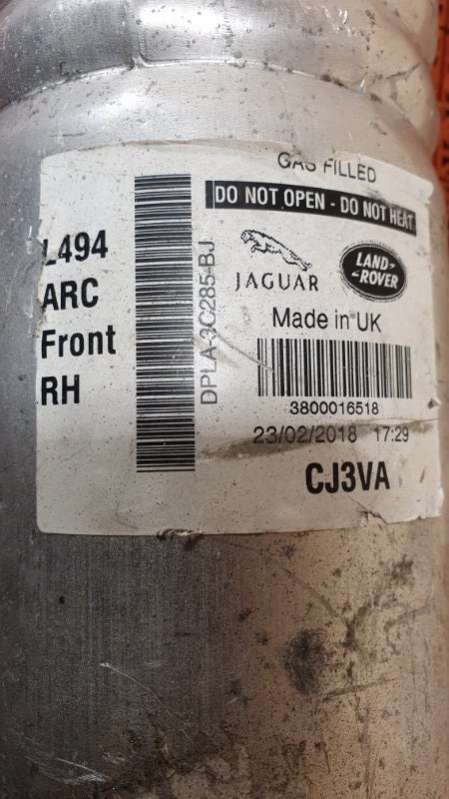 GAS FILLED
DO NOT OPEN - DO NOT HEAT
L494
ARC
Front
RH
DPLA-3C285-BJ
JAGUAR
LAND-
-ROVER
Made in UK
3800016518
23/02/2018 17:29
CJ3VA